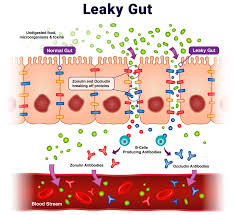 Leaky Gut
Undigested food,
microorganisms & toxins
Normal Gut
Leaky Gut
Zonulin and Occludin
breaking off proteins
B-Cells
Producing Antibodies
Zonulin Antibodies
Occludin Antibodies
Blood Stream